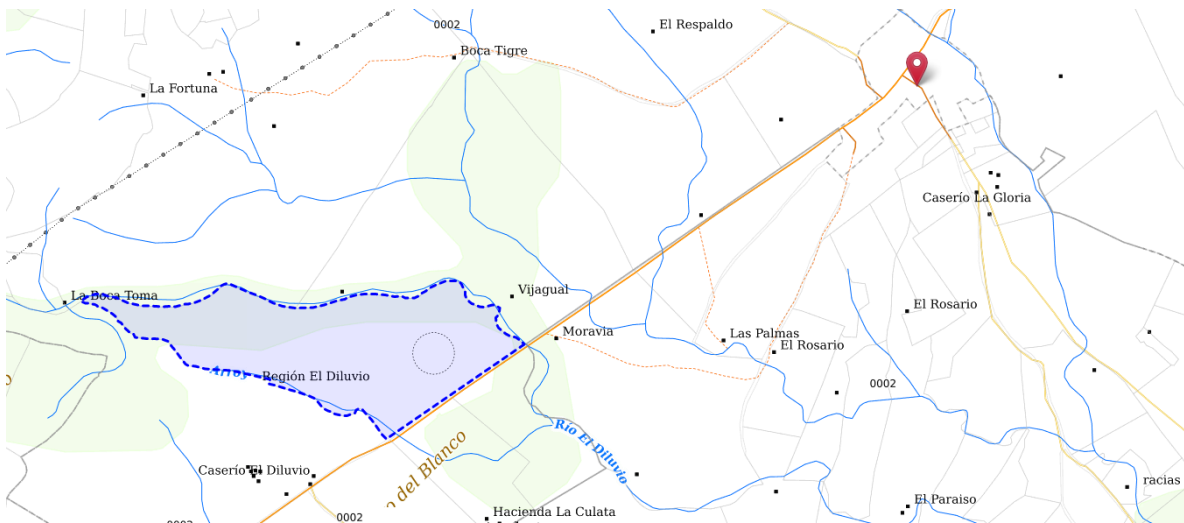 0002
El Respaldo
Boca Tigre
La Fortuna
Caserío La Gloria
La Boca Toma
Vijagual
El Rosario
Moravia
Las Palmas
El Rosario
Arroy
Región El Diluvio
0002
Río El Diluvio
o del Blanco
Caserío El Diluvio
racias
El Paraiso
Hacienda La Culata
0002